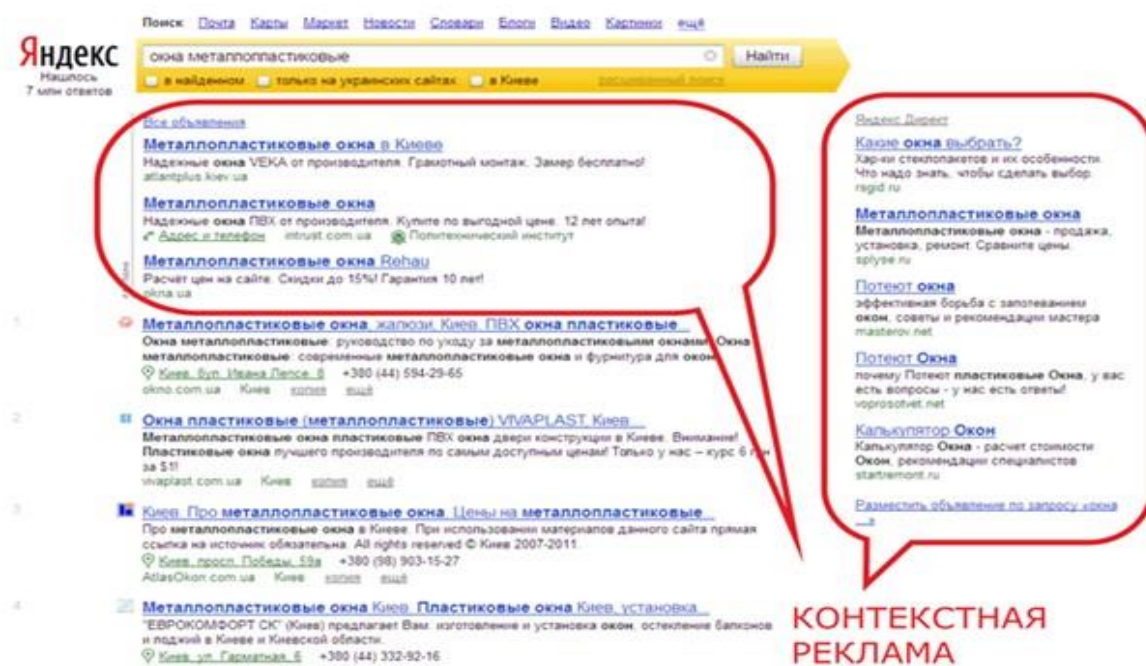 Поиск Почта Карты Маркет Новости Словари Блоги Видео Картинки ещё
Яндекс
Нашлось
7 млн ответов
окна металлопластиковые
Найти
в найденном только на украинских сайтах в Киеве расширенный поиск
Все объявления
Металлопластиковые окна в Киеве
Надежные окна VEKA от производителя. Грамотный монтаж. Замер бесплатно!
atlantplus.kiev.ua
Металлопластиковые окна
Надежные окна ПВХ от производителя. Купите по выгодной цене. 12 лет опыта!
Адрес и телефон intrust.com.ua Политехнический институт
Металлопластиковые окна Rehau
Расчёт цен на сайте. Скидки до 15%! Гарантия 10 лет!
okna.ua
1. Металлопластиковые окна, жалюзи, Киев. ПВХ окна пластиковые...
Окна металлопластиковые: руководство по уходу за металлопластиковыми окнами. Окна
металлопластиковые: современные металлопластиковые окна и фурнитура для окон
Киев, бул. Ивана Лепсе, 8 +380 (44) 594-29-65
okno.com.ua Киев копия ещё
2. Окна пластиковые (металлопластиковые) VIVAPLAST, Киев...
Металлопластиковые окна пластиковые ПВХ окна двери конструкции в Киеве. Внимание!
Пластиковые окна лучшего производителя по самым доступным ценам! Только у нас – курс 6 грн
за $1!
vivaplast.com.ua Киев копия ещё
3. Киев. Про металлопластиковые окна. Цены на металлопластиковые...
Про металлопластиковые окна в Киеве. При использовании материалов данного сайта прямая
ссылка на источник обязательна. All rights reserved © Киев 2007-2011.
Киев, просп. Победы, 59а +380 (98) 903-15-27
AtlasOkon.com.ua Киев копия ещё
4. Металлопластиковые окна Киев. Пластиковые окна Киев, установка...
"ЕВРОКОМФОРТ СК" (Киев) предлагает Вам: изготовление и установка окон, остекление балконов
и лоджий в Киеве и Киевской области.
Киев, ул. Гарматная, 6 +380 (44) 332-92-16
Яндекс.Директ
Какие окна выбрать?
Хар-ки стеклопакетов и их особенности.
Что надо знать, чтобы сделать выбор.
rsgid.ru
Металлопластиковые окна
Металлопластиковые окна - продажа,
установка, ремонт. Сравните цены.
splyse.ru
Потеют окна
эффективная борьба с запотеванием
окон, советы и рекомендации мастера
masterov.net
Потеют Окна
почему Потеют пластиковые Окна, у вас
есть вопросы - у нас есть ответы!
voprosotvet.net
Калькулятор Окон
Калькулятор Окна - расчет стоимости
Окон, рекомендации специалистов
startremont.ru
Разместить объявление по запросу «окна
...»
КОНТЕКСТНАЯ
РЕКЛАМА